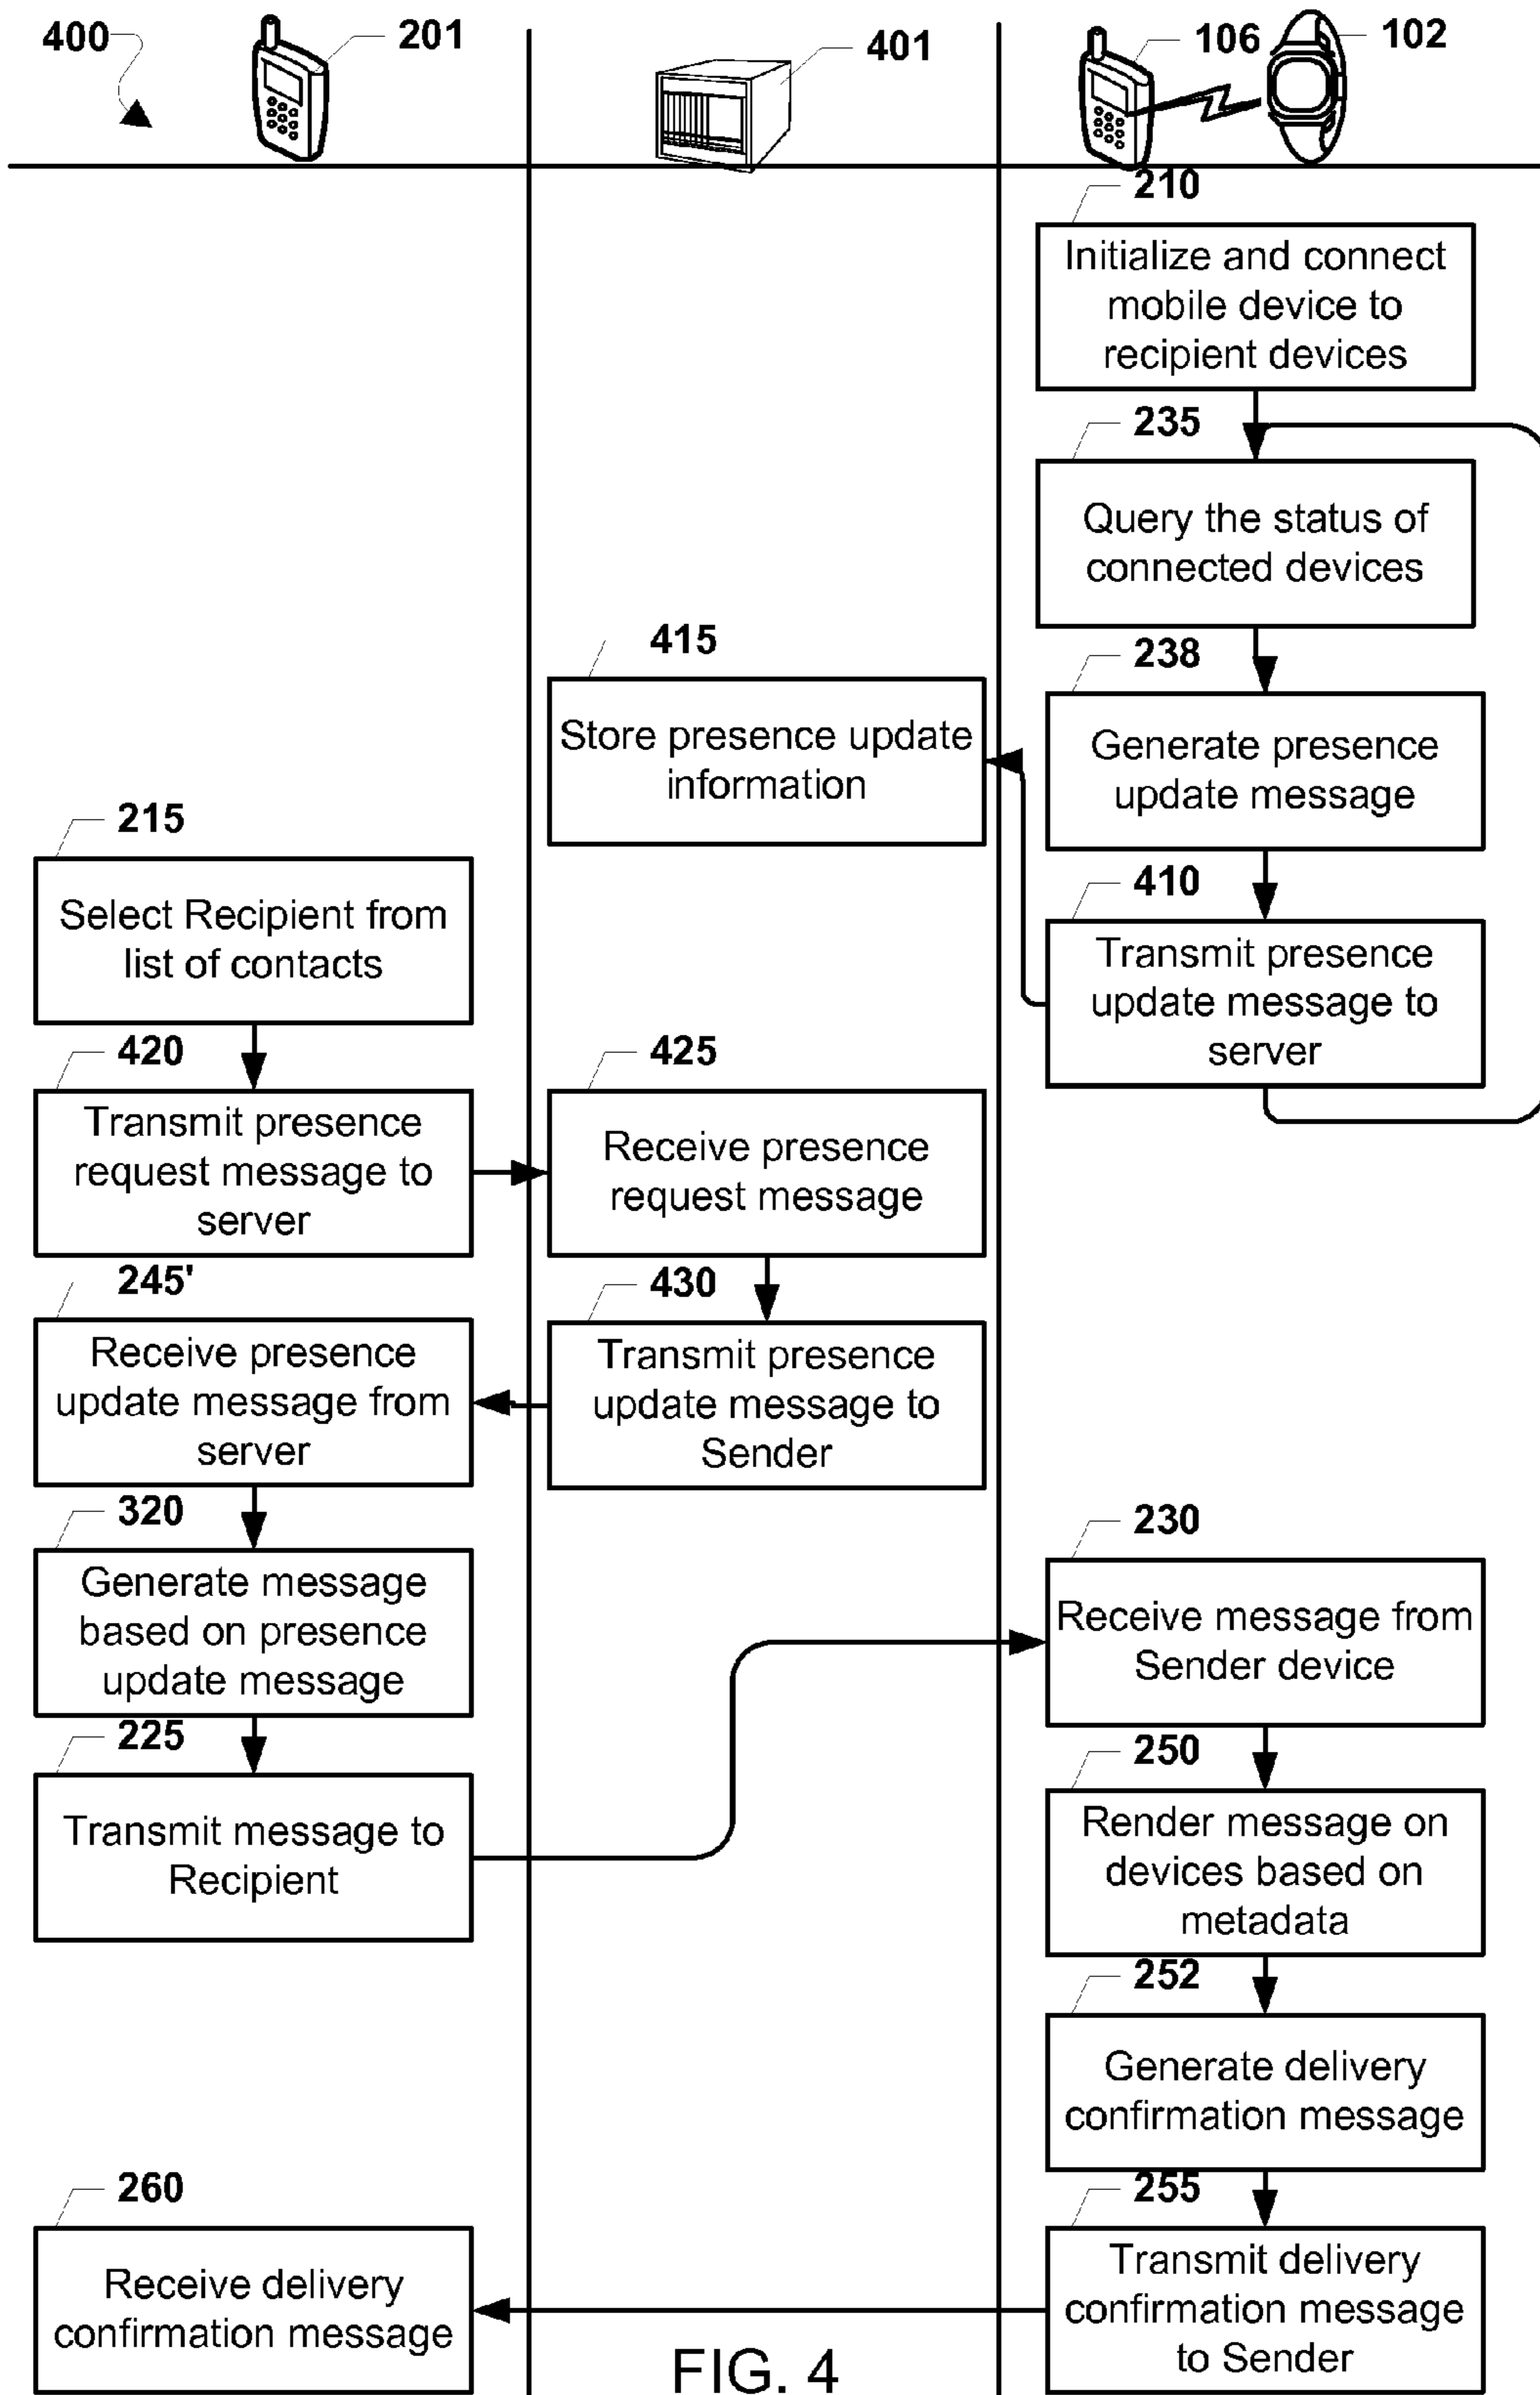 400
201
401
106
102
210
Initialize and connect
mobile device to
recipient devices
235
Query the status of
connected devices
415
238
Store presence update
information
Generate presence
update message
215
410
Select Recipient from
list of contacts
Transmit presence
update message to
server
420
425
Transmit presence
request message to
server
Receive presence
request message
245'
430
Receive presence
update message from
server
Transmit presence
update message to
Sender
320
230
Generate message
based on presence
update message
Receive message from
Sender device
225
250
Transmit message to
Recipient
Render message on
devices based on
metadata
252
Generate delivery
confirmation message
260
255
Receive delivery
confirmation message
Transmit delivery
confirmation message
to Sender
FIG. 4